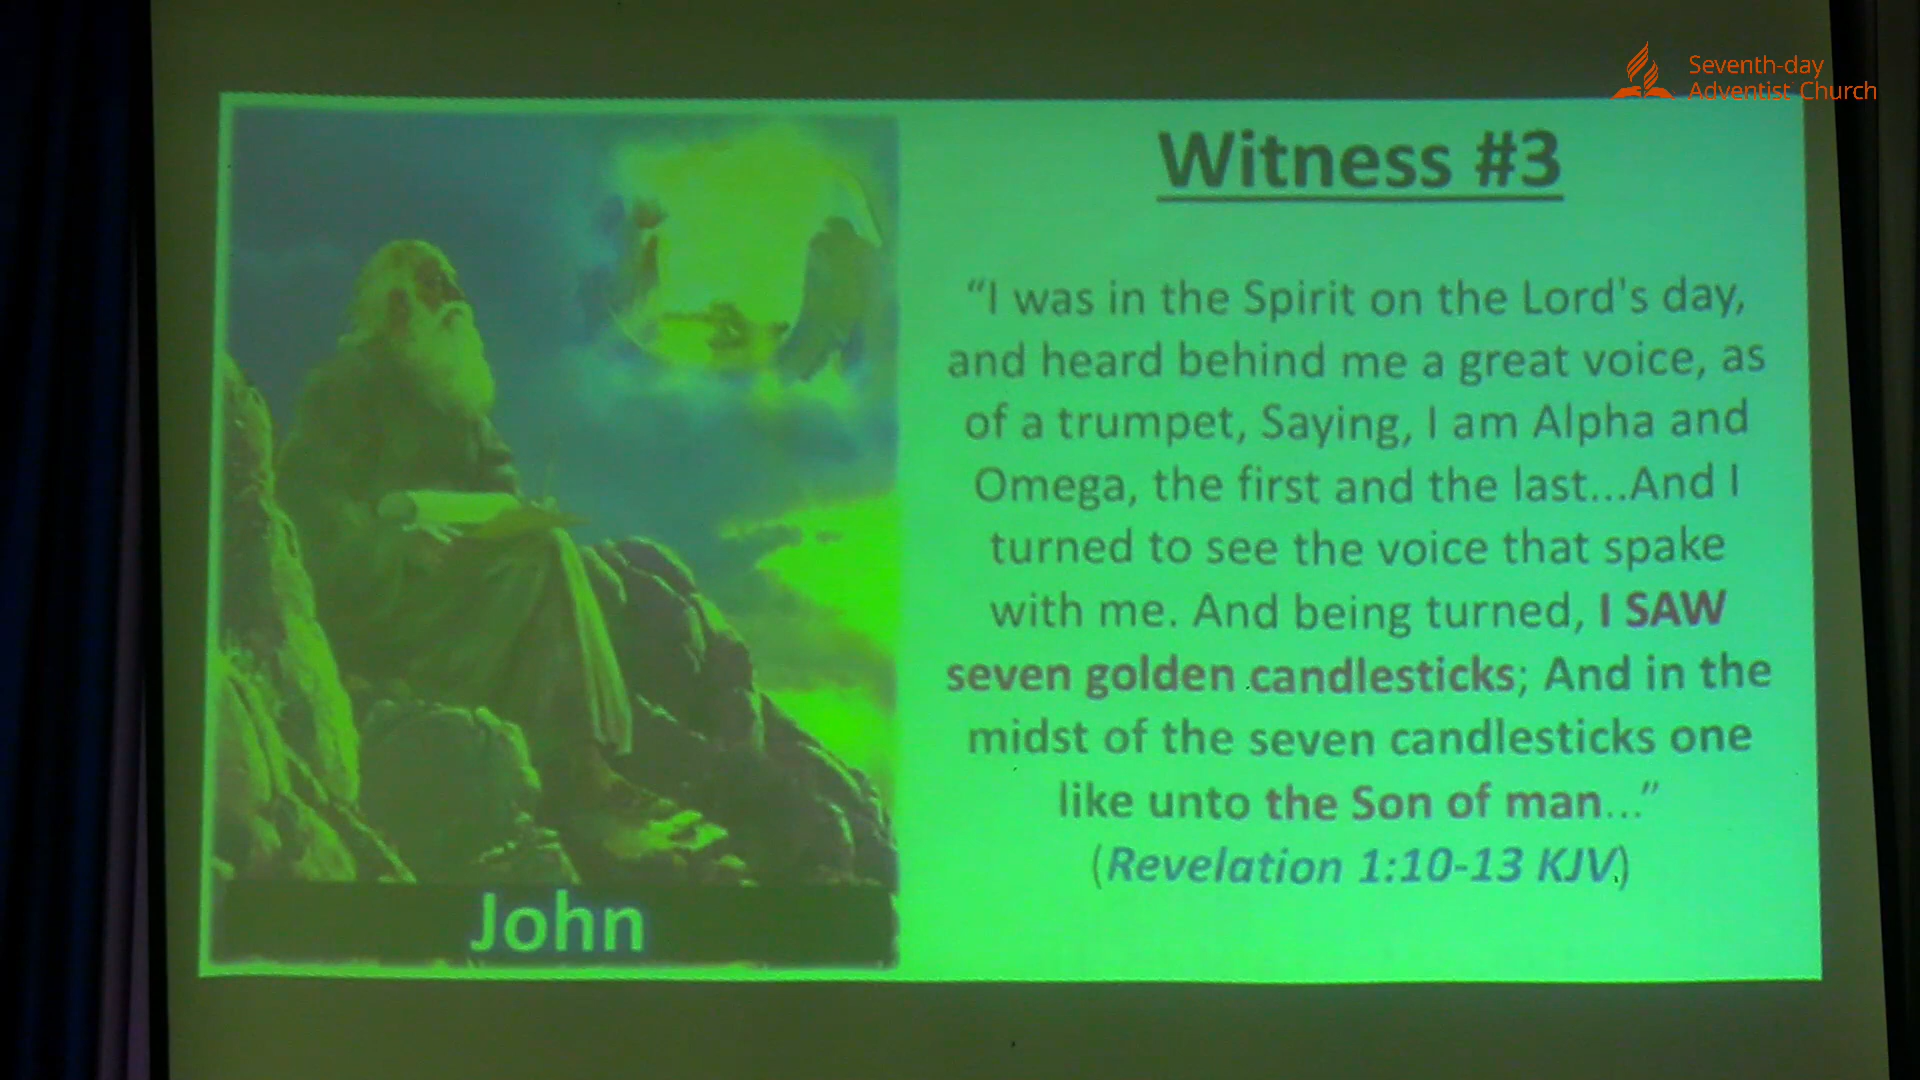 Seventh-day
Adventist Church
Witness #3
“I was in the Spirit on the Lord's day,
and heard behind me a great voice, as
of a trumpet, Saying, I am Alpha and
Omega, the first and the last...And I
turned to see the voice that spake
with me. And being turned, I SAW
seven golden candlesticks; And in the
midst of the seven candlesticks one
like unto the Son of man...”
(Revelation 1:10-13 KJV)
John